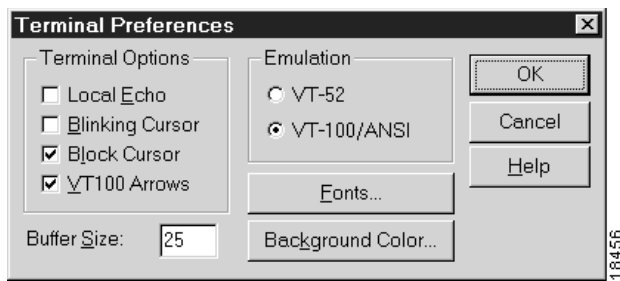 Terminal Preferences
Terminal Options
Local Echo
Blinking Cursor
Block Cursor
VT100 Arrows
Buffer Size: 25
Emulation
VT-52
VT-100/ANSI
Fonts...
Background Color...
OK
Cancel
Help
18456